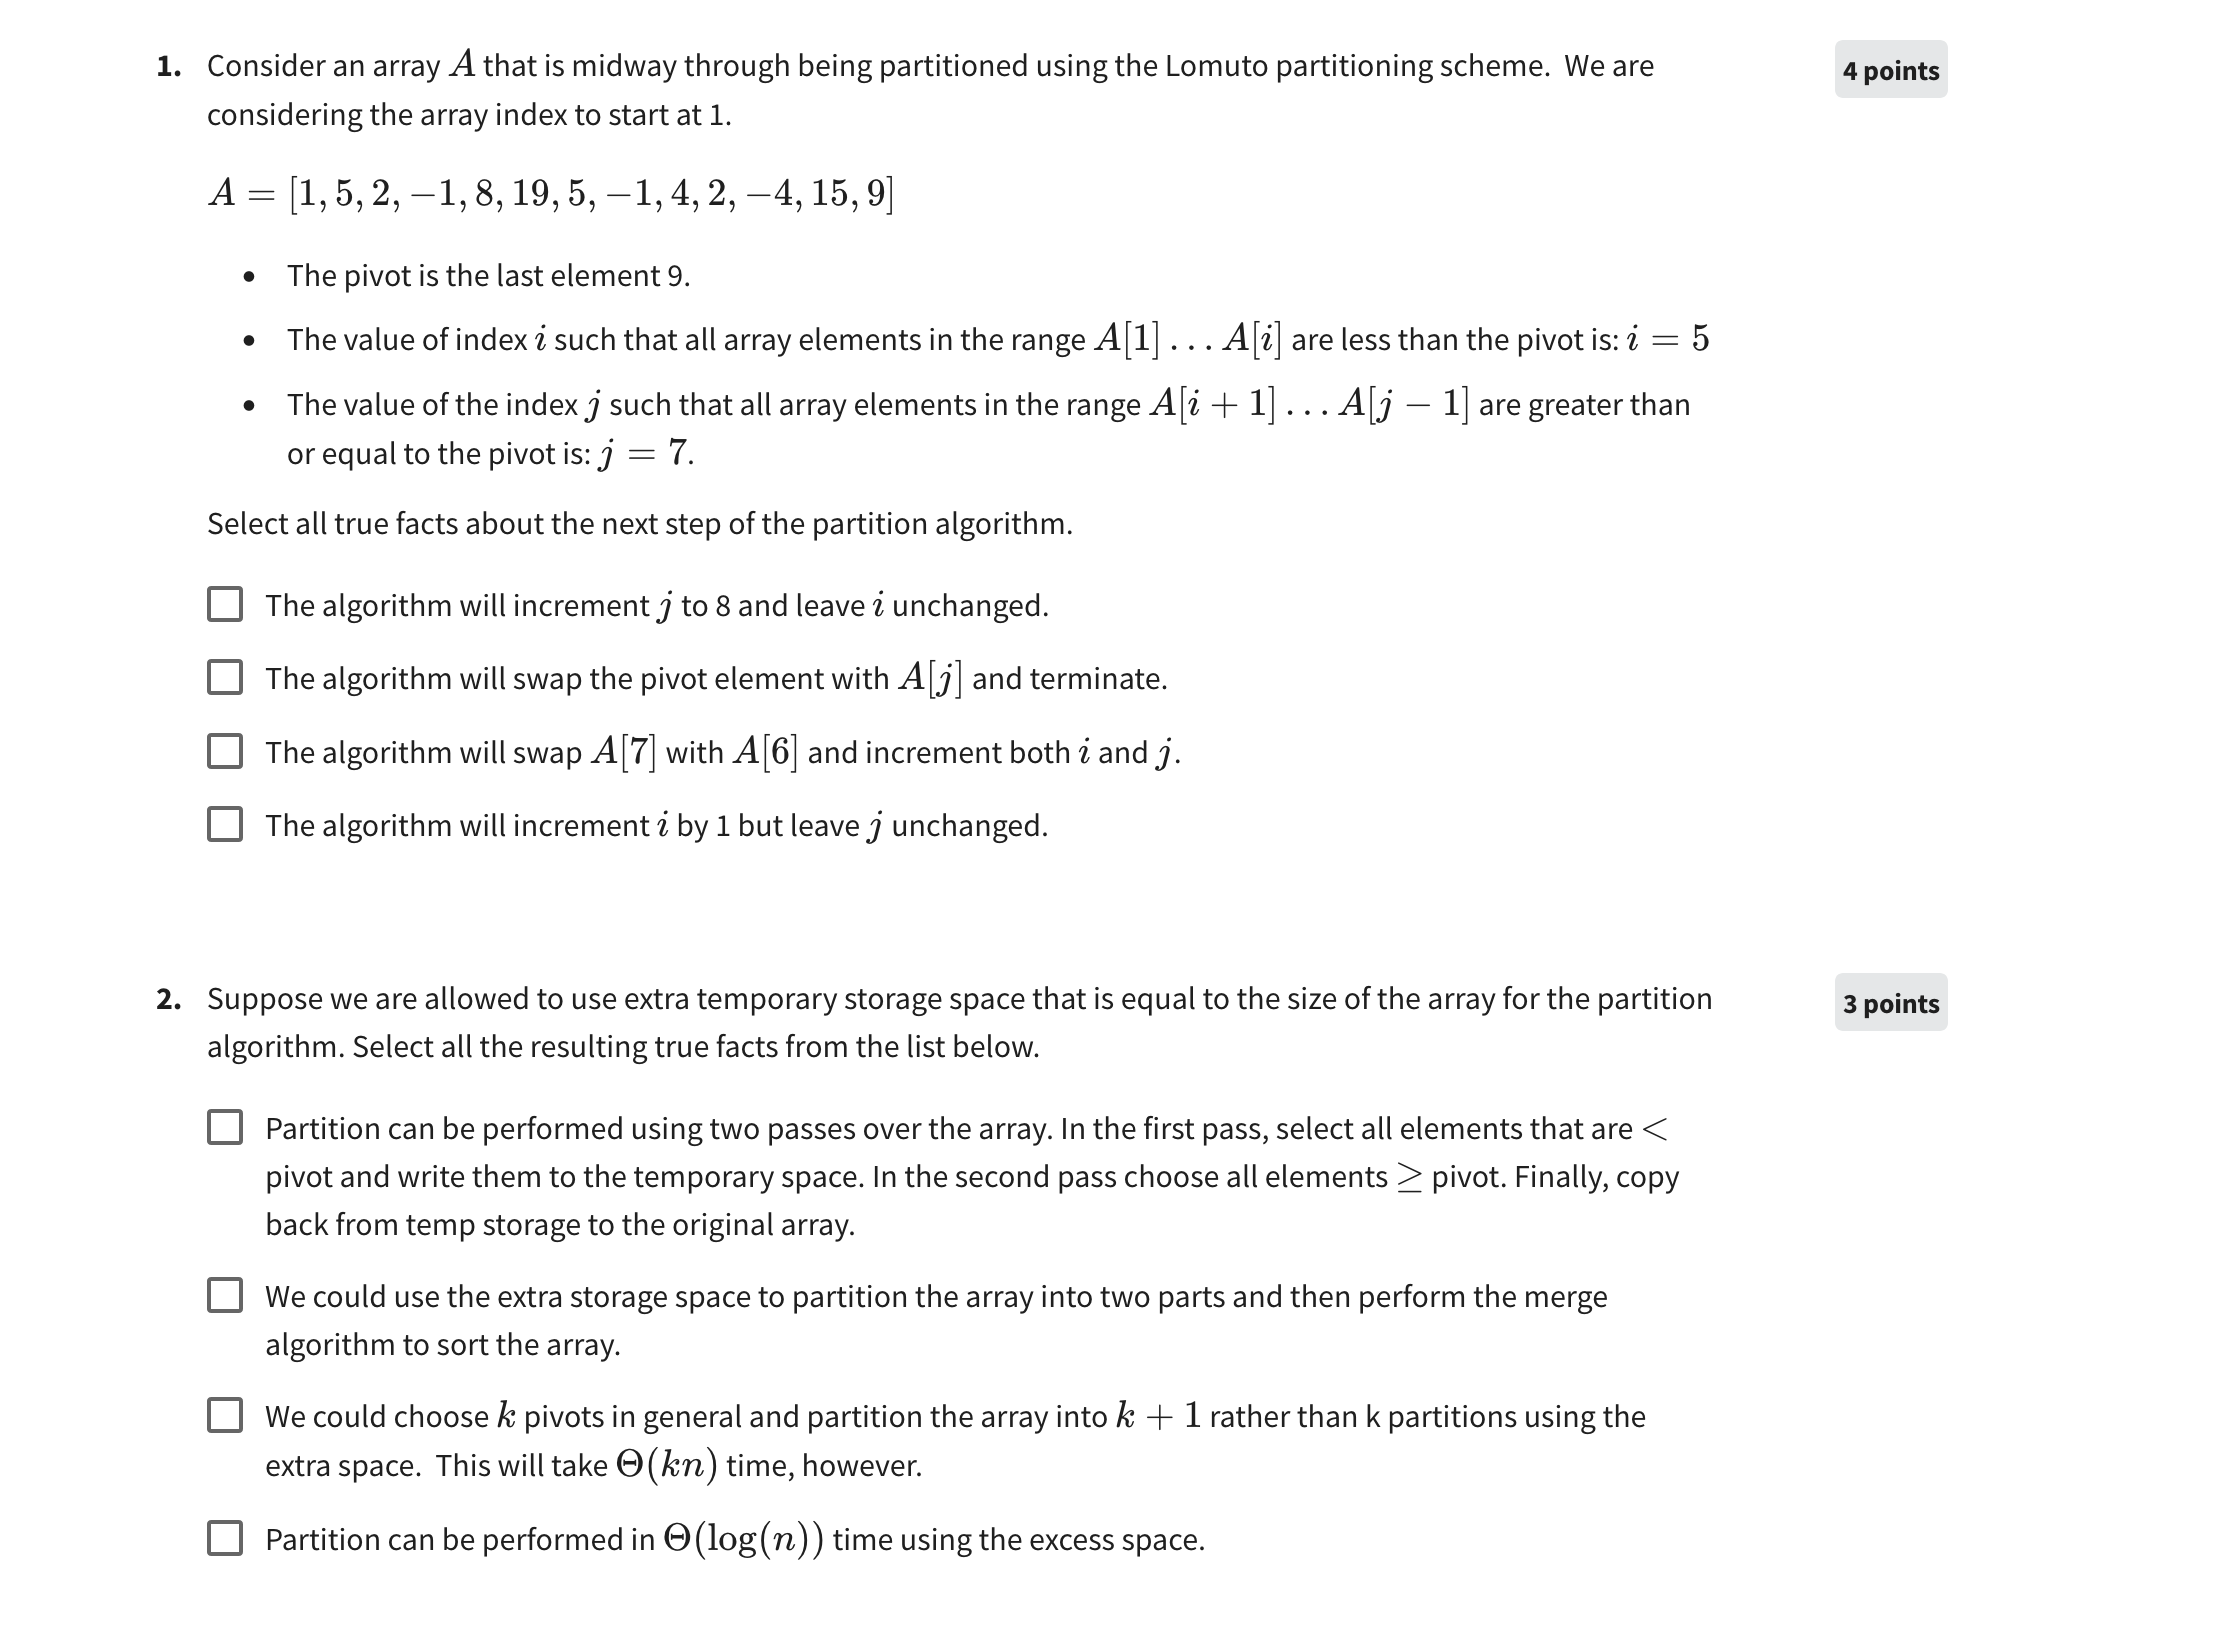 1. Consider an array A that is midway through being partitioned using the Lomuto partitioning scheme. We are
4 points
considering the array index to start at 1.
A = [1, 5, 2, −1, 8, 19, 5, −1, 4, 2, −4, 15, 9]
• The pivot is the last element 9.
• The value of index i such that all array elements in the range A[1] . . . A[i] are less than the pivot is: i = 5
• The value of the index j such that all array elements in the range A[i + 1] . . . A[j − 1] are greater than
or equal to the pivot is: j = 7.
Select all true facts about the next step of the partition algorithm.
The algorithm will increment j to 8 and leave i unchanged.
The algorithm will swap the pivot element with A[j] and terminate.
The algorithm will swap A[7] with A[6] and increment both i and j.
The algorithm will increment i by 1 but leave j unchanged.
2. Suppose we are allowed to use extra temporary storage space that is equal to the size of the array for the partition
3 points
algorithm. Select all the resulting true facts from the list below.
Partition can be performed using two passes over the array. In the first pass, select all elements that are <
pivot and write them to the temporary space. In the second pass choose all elements ≥ pivot. Finally, copy
back from temp storage to the original array.
We could use the extra storage space to partition the array into two parts and then perform the merge
algorithm to sort the array.
We could choose k pivots in general and partition the array into k + 1 rather than k partitions using the
extra space. This will take Θ(kn) time, however.
Partition can be performed in Θ(log(n)) time using the excess space.